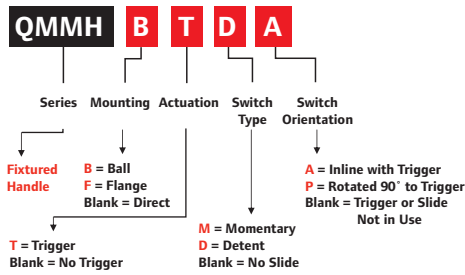 QMMH B T D A
Series Mounting Actuation Switch Type Switch Orientation
Fixtured
Handle
B = Ball
F = Flange
Blank = Direct
A = Inline with Trigger
P = Rotated 90˚ to Trigger
Blank = Trigger or Slide
Not in Use
T = Trigger
Blank = No Trigger
M = Momentary
D = Detent
Blank = No Slide